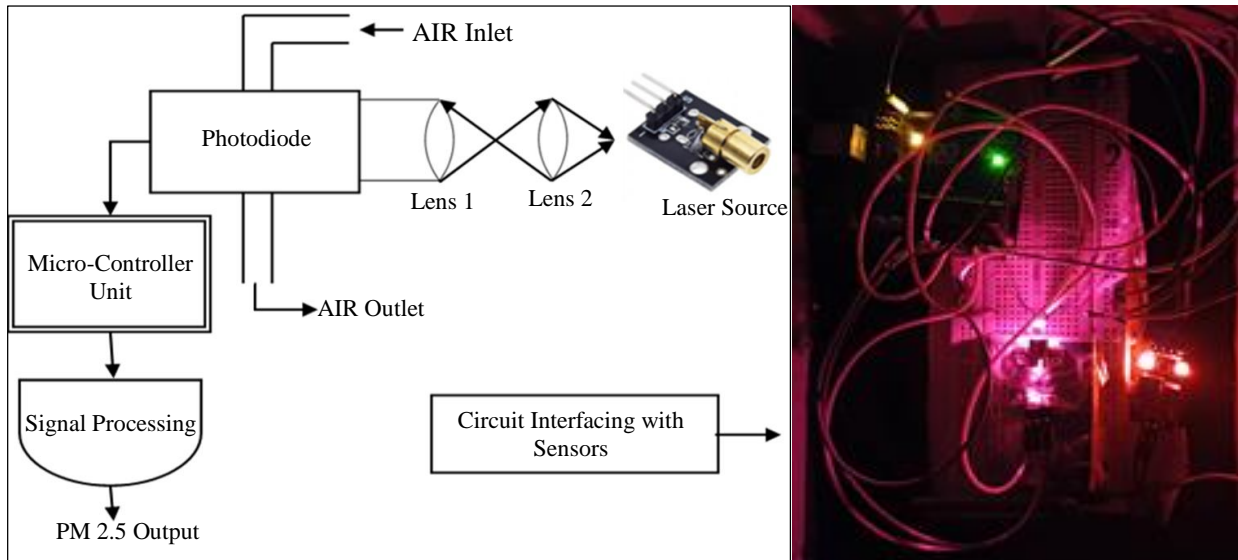 AIR Inlet
Photodiode
Lens 1
Lens 2
Laser Source
Micro-Controller
Unit
AIR Outlet
Signal Processing
Circuit Interfacing with
Sensors
PM 2.5 Output